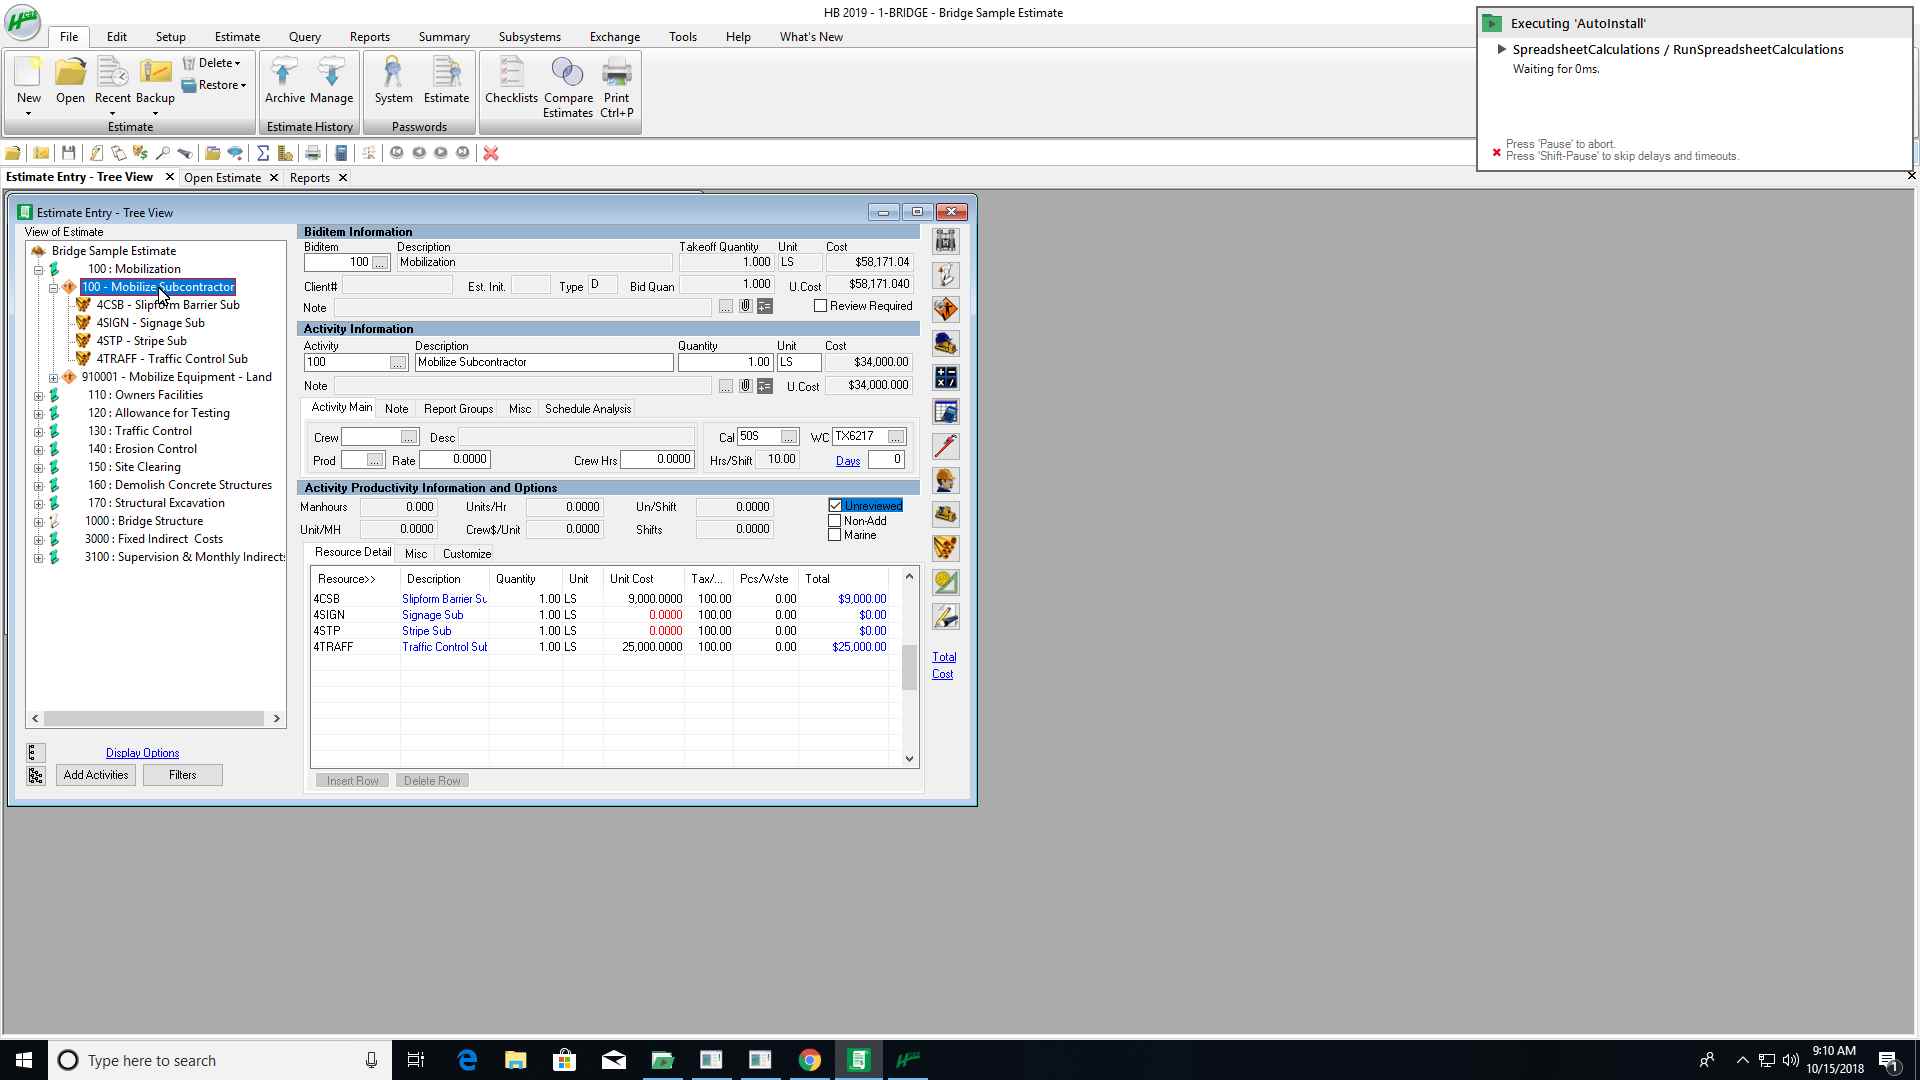 HB 2019 - 1-BRIDGE - Bridge Sample Estimate
File Edit Setup Estimate Query Reports Summary Subsystems Exchange Tools Help What's New
New Open Recent Backup Delete Restore
Estimate
Archive Manage
Estimate History
System Estimate
Passwords
Checklists Compare Estimates Print Ctrl+P
Executing 'AutoInstall'
SpreadsheetCalculations / RunSpreadsheetCalculations
Waiting for 0ms.
Press 'Pause' to abort.
Press 'Shift-Pause' to skip delays and timeouts.
Estimate Entry - Tree View Open Estimate Reports
Estimate Entry - Tree View
View of Estimate
Bridge Sample Estimate
100 : Mobilization
100 - Mobilize Subcontractor
4CSB - Slipform Barrier Sub
4SIGN - Signage Sub
4STP - Stripe Sub
4TRAFF - Traffic Control Sub
910001 - Mobilize Equipment - Land
110 : Owners Facilities
120 : Allowance for Testing
130 : Traffic Control
140 : Erosion Control
150 : Site Clearing
160 : Demolish Concrete Structures
170 : Structural Excavation
1000 : Bridge Structure
3000 : Fixed Indirect Costs
3100 : Supervision & Monthly Indirects
Display Options
Add Activities Filters
Biditem Information
Biditem Description Takeoff Quantity Unit Cost
100 ... Mobilization 1.000 LS $58,171.04
Client# Est. Init. Type D Bid Quan 1.000 U.Cost $58,171.040
Note ... Review Required
Activity Information
Activity Description Quantity Unit Cost
100 ... Mobilize Subcontractor 1.00 LS $34,000.00
Note ... U.Cost $34,000.000
Activity Main Note Report Groups Misc Schedule Analysis
Crew ... Desc Cal 50S ... WC TX6217 ...
Prod ... Rate 0.0000 Crew Hrs 0.0000 Hrs/Shift 10.00 Days 0
Activity Productivity Information and Options
Manhours 0.000 Units/Hr 0.0000 Un/Shift 0.0000 Unreviewed
Non-Add
Unit/MH 0.0000 Crew$/Unit 0.0000 Shifts 0.0000 Marine
Resource Detail Misc Customize
Resource>> Description Quantity Unit Unit Cost Tax/... Pcs/Wste Total
4CSB Slipform Barrier Su 1.00 LS 9,000.0000 100.00 0.00 $9,000.00
4SIGN Signage Sub 1.00 LS 0.0000 100.00 0.00 $0.00
4STP Stripe Sub 1.00 LS 0.0000 100.00 0.00 $0.00
4TRAFF Traffic Control Sub 1.00 LS 25,000.0000 100.00 0.00 $25,000.00
Insert Row Delete Row
Total
Cost
Type here to search
9:10 AM
10/15/2018
1